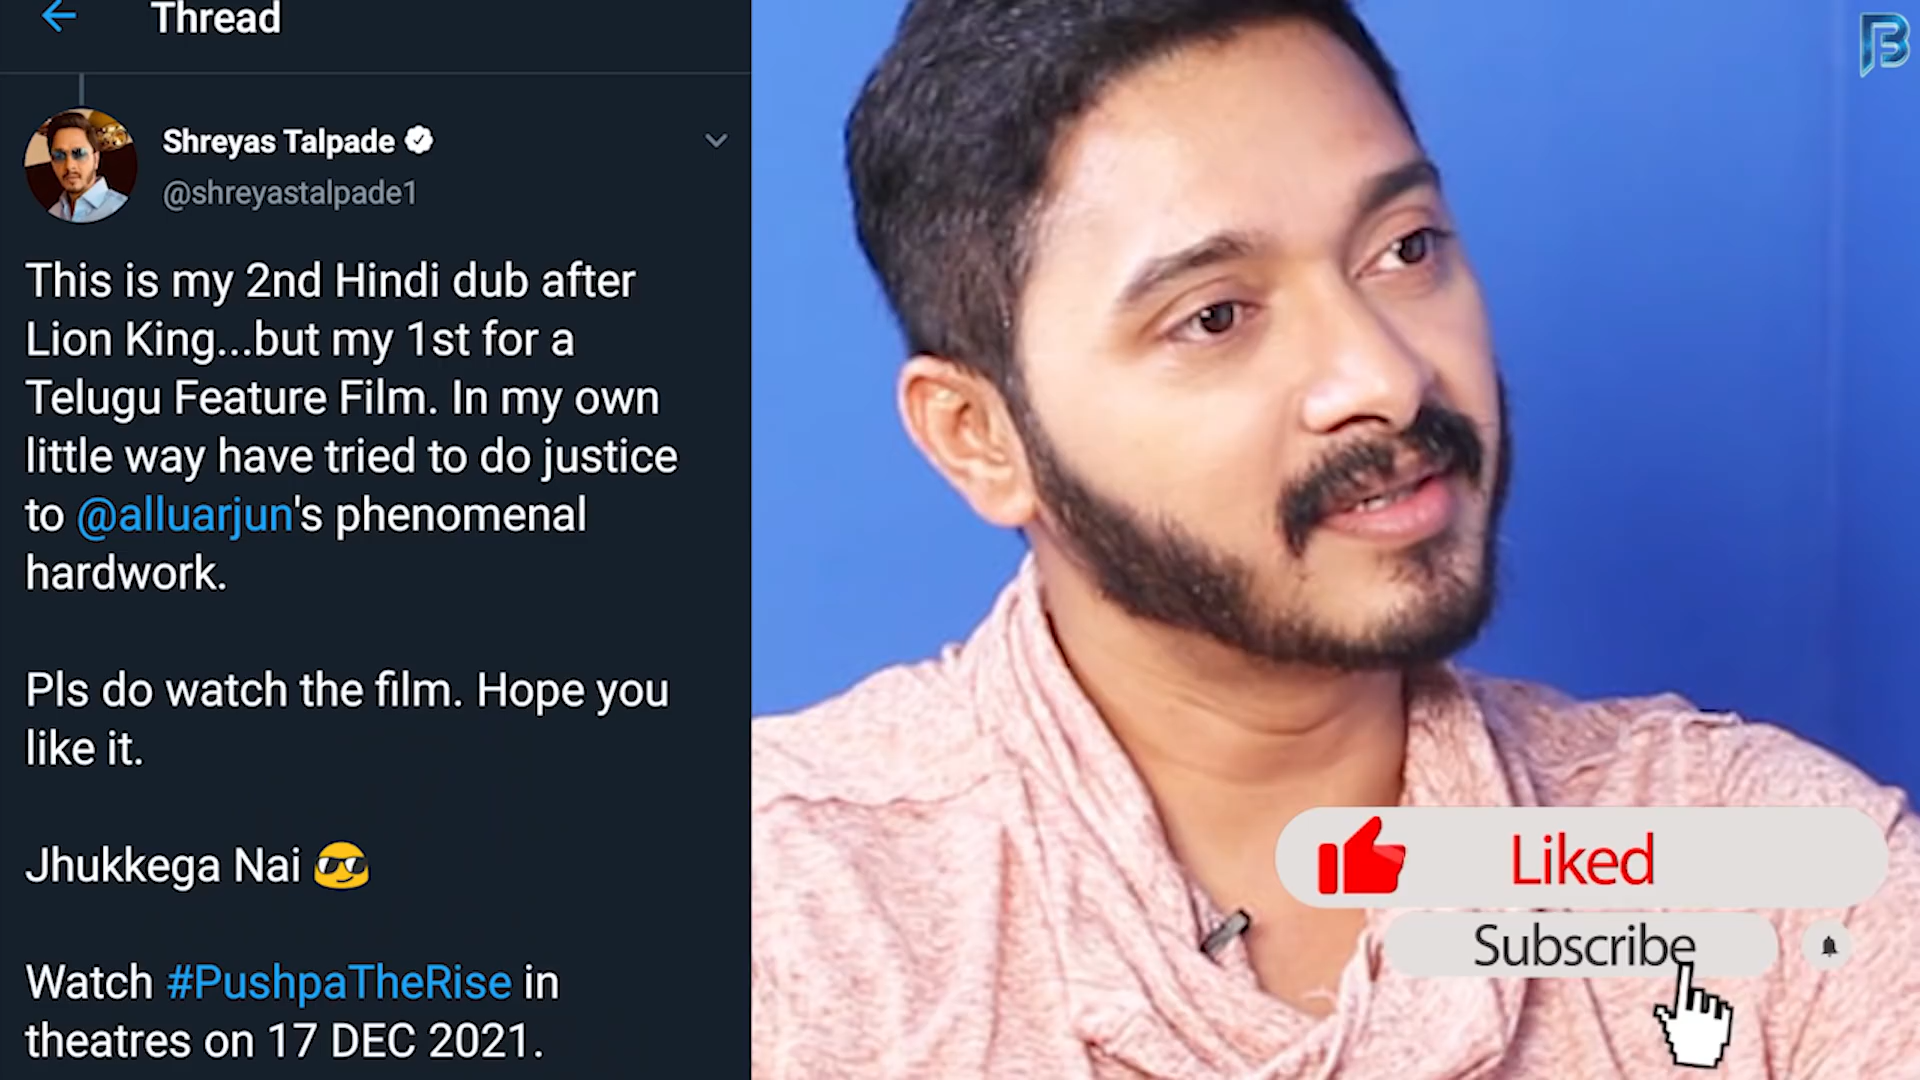 Thread
Shreyas Talpade
@shreyastalpade1
This is my 2nd Hindi dub after
Lion King...but my 1st for a
Telugu Feature Film. In my own
little way have tried to do justice
to @alluarjun's phenomenal
hardwork.
Pls do watch the film. Hope you
like it.
Jhukkega Nai 😎
Watch #PushpaTheRise in
theatres on 17 DEC 2021.
Liked
Subscribe